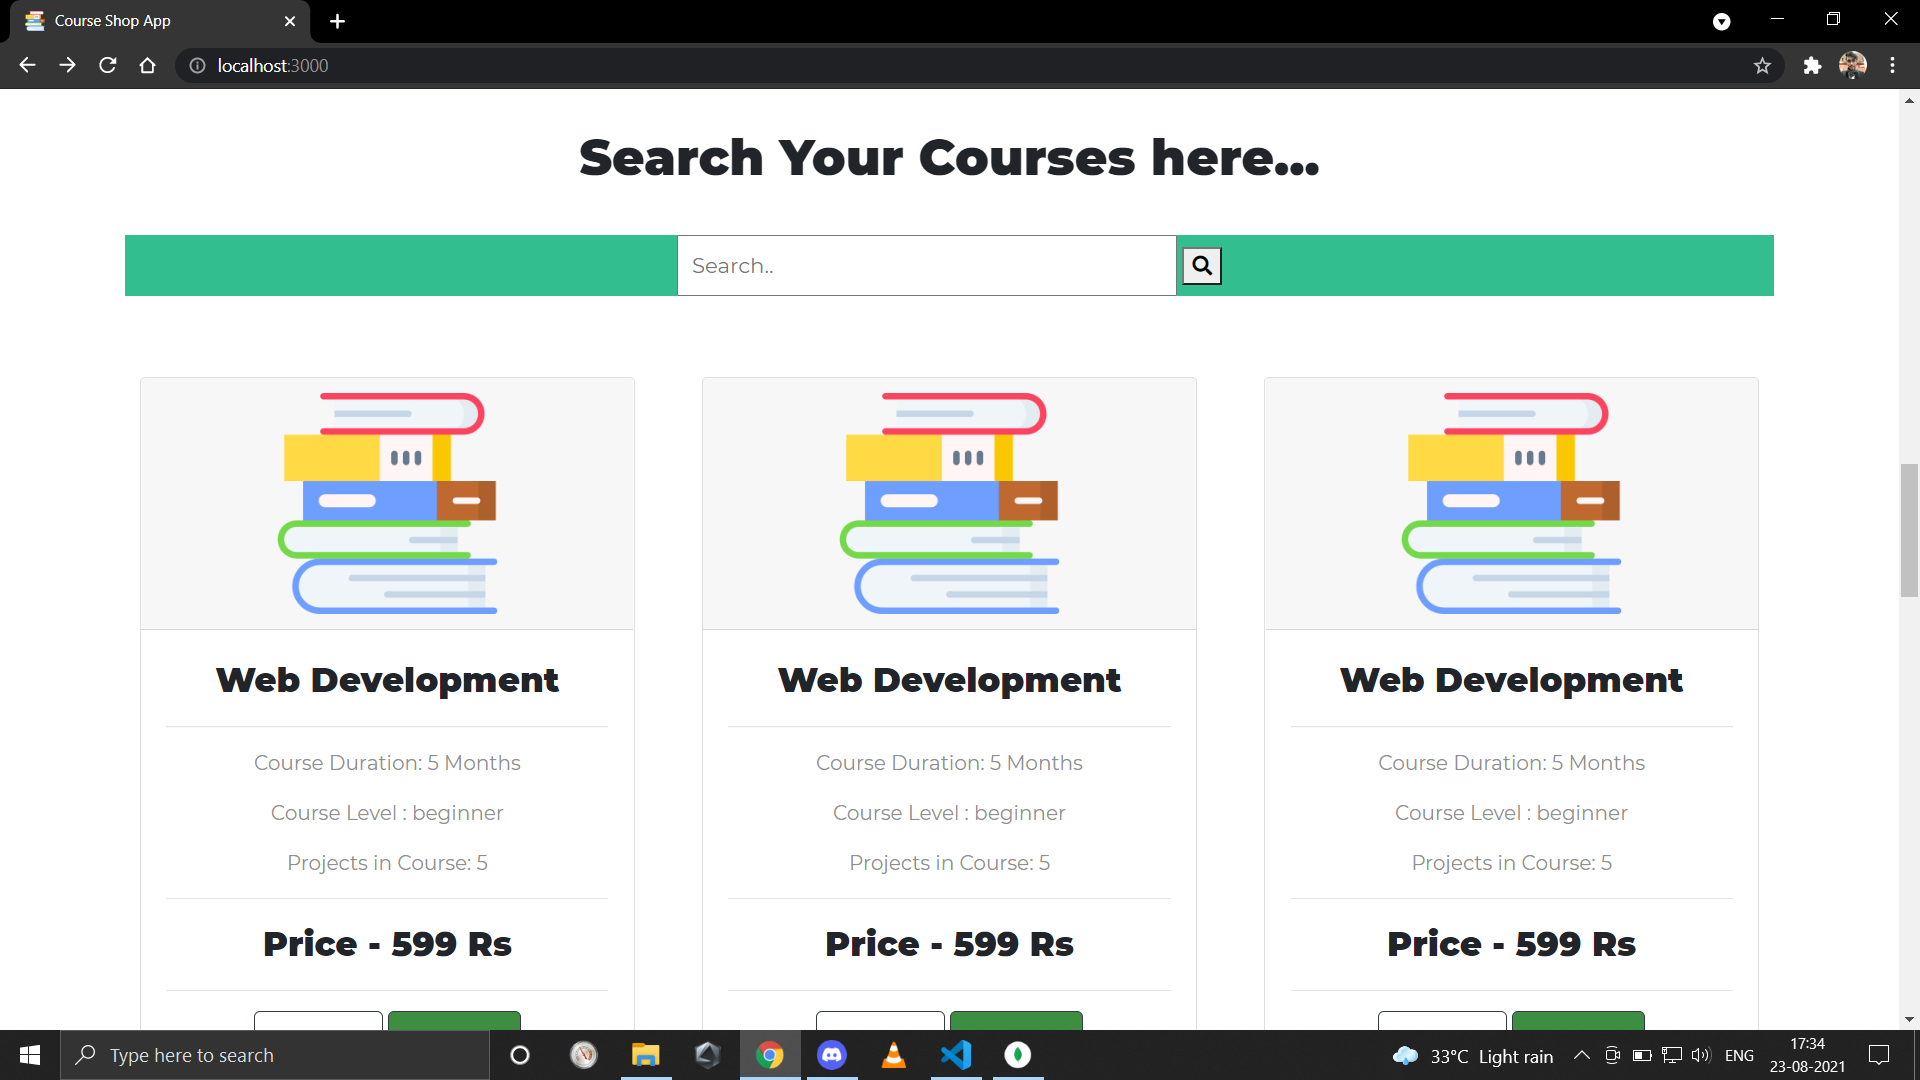 Course Shop App
localhost:3000
Search Your Courses here...
Search..
Web Development
Course Duration: 5 Months
Course Level : beginner
Projects in Course: 5
Price - 599 Rs
Web Development
Course Duration: 5 Months
Course Level : beginner
Projects in Course: 5
Price - 599 Rs
Web Development
Course Duration: 5 Months
Course Level : beginner
Projects in Course: 5
Price - 599 Rs
Type here to search
33°C Light rain
ENG
17:34
23-08-2021